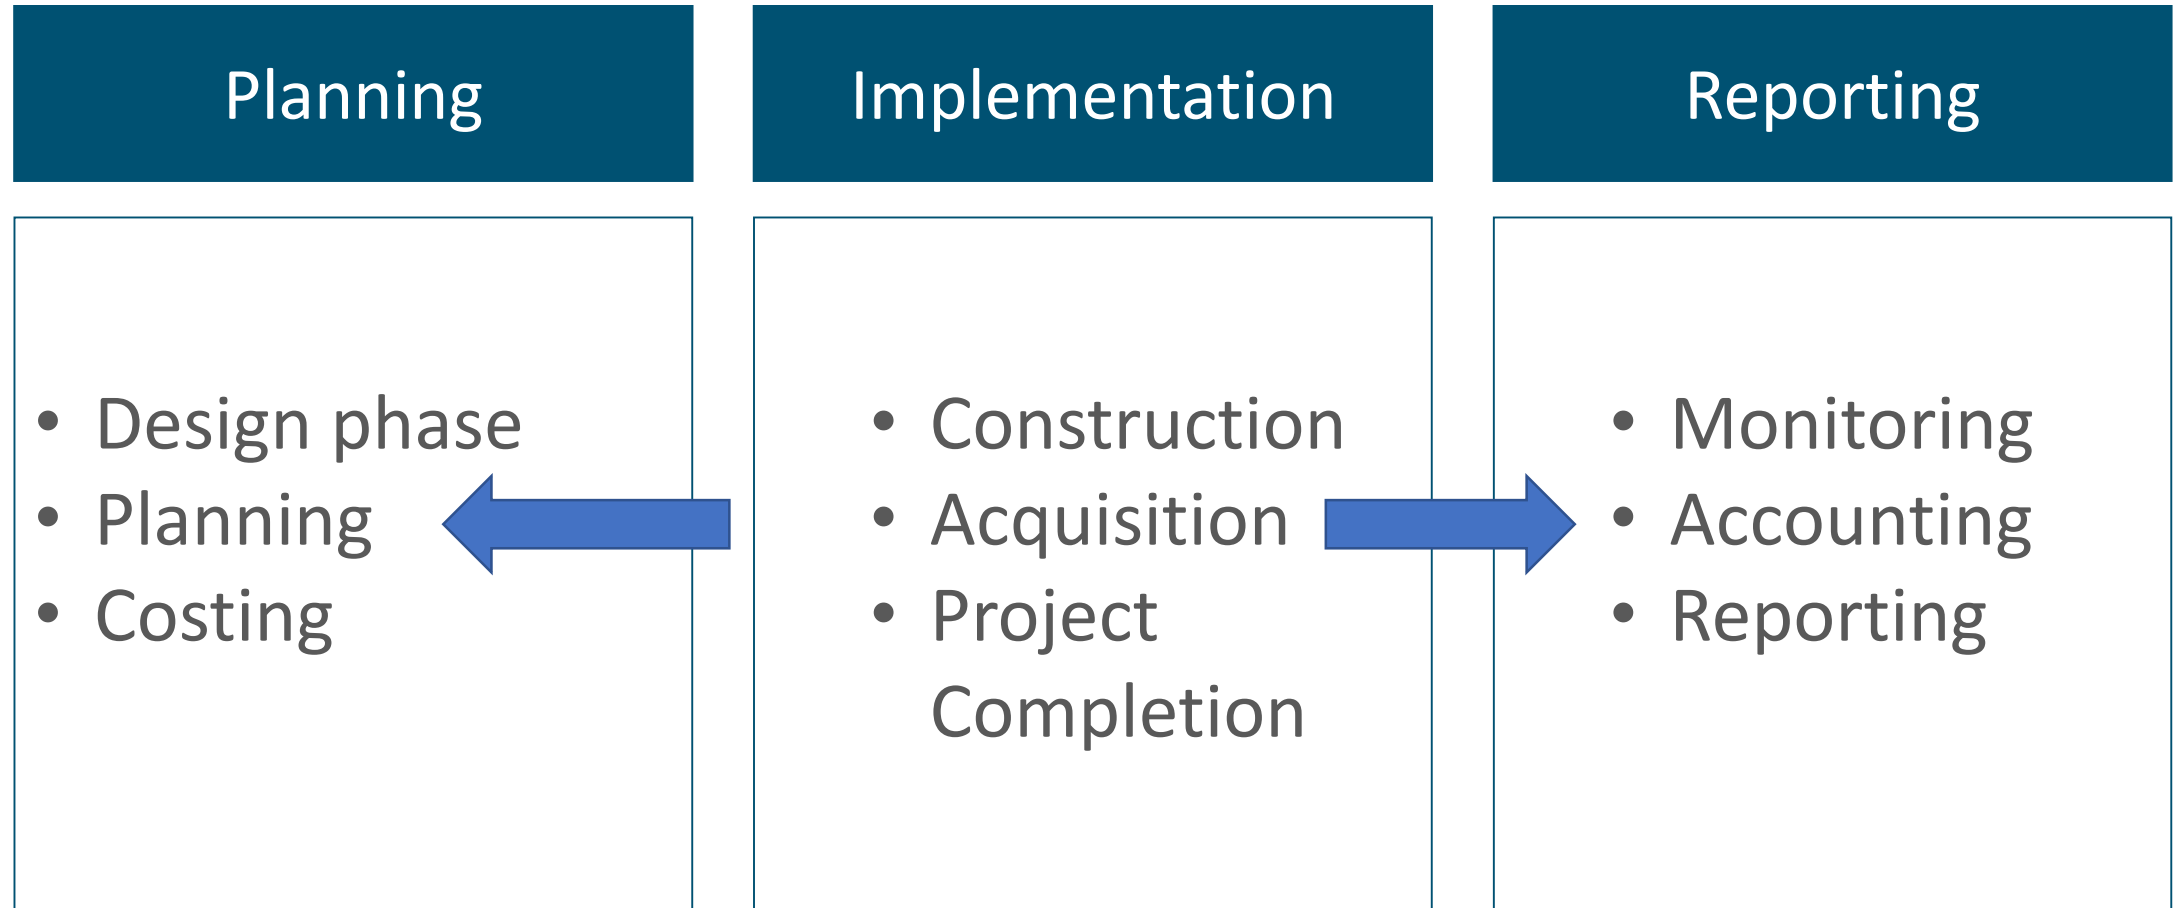 Planning
• Design phase
• Planning
• Costing
Implementation
• Construction
• Acquisition
• Project
Completion
Reporting
• Monitoring
• Accounting
• Reporting